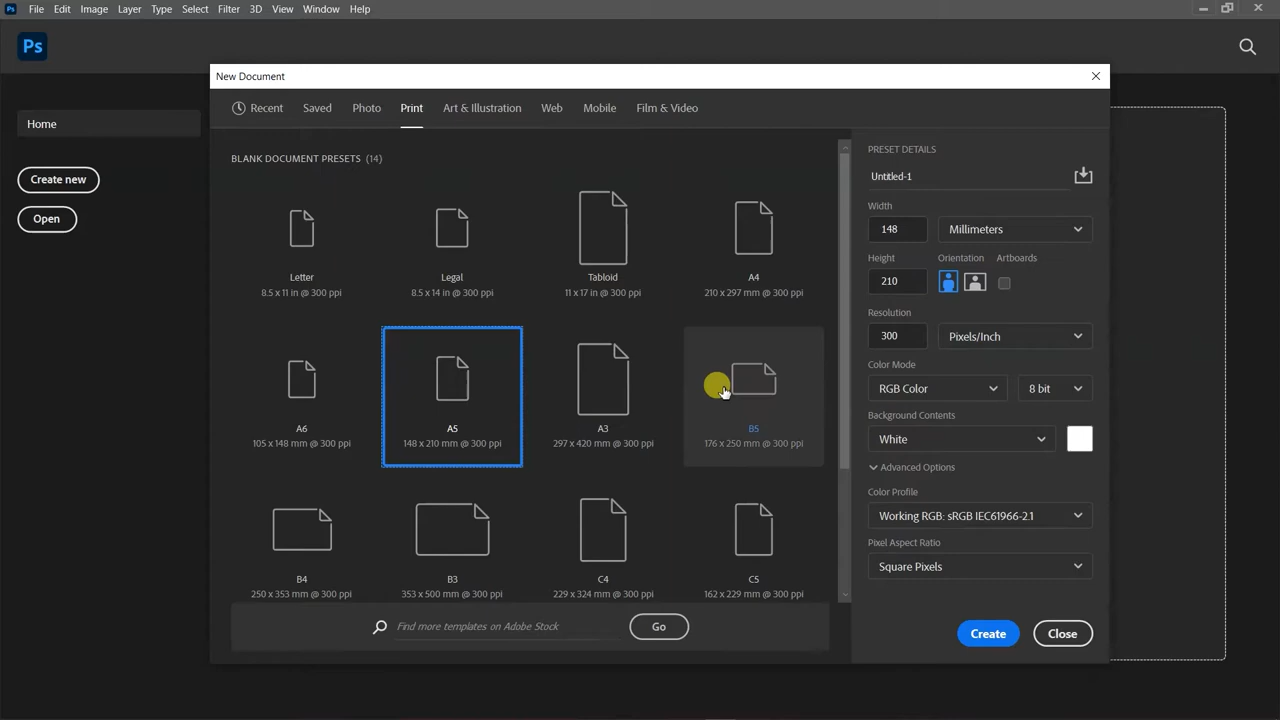 Ps File Edit Image Layer Type Select Filter 3D View Window Help
Ps
New Document
Recent Saved Photo Print Art & Illustration Web Mobile Film & Video
Home
Create new
Open
BLANK DOCUMENT PRESETS (14)
Letter
8.5 x 11 in @ 300 ppi
Legal
8.5 x 14 in @ 300 ppi
Tabloid
11 x 17 in @ 300 ppi
A4
210 x 297 mm @ 300 ppi
A6
105 x 148 mm @ 300 ppi
A5
148 x 210 mm @ 300 ppi
A3
297 x 420 mm @ 300 ppi
B5
176 x 250 mm @ 300 ppi
B4
250 x 353 mm @ 300 ppi
B3
353 x 500 mm @ 300 ppi
C4
229 x 324 mm @ 300 ppi
C5
162 x 229 mm @ 300 ppi
Find more templates on Adobe Stock
Go
PRESET DETAILS
Untitled-1
Width
148 Millimeters
Height Orientation Artboards
210
Resolution
300 Pixels/Inch
Color Mode
RGB Color 8 bit
Background Contents
White
Advanced Options
Color Profile
Working RGB: sRGB IEC61966-2.1
Pixel Aspect Ratio
Square Pixels
Create Close